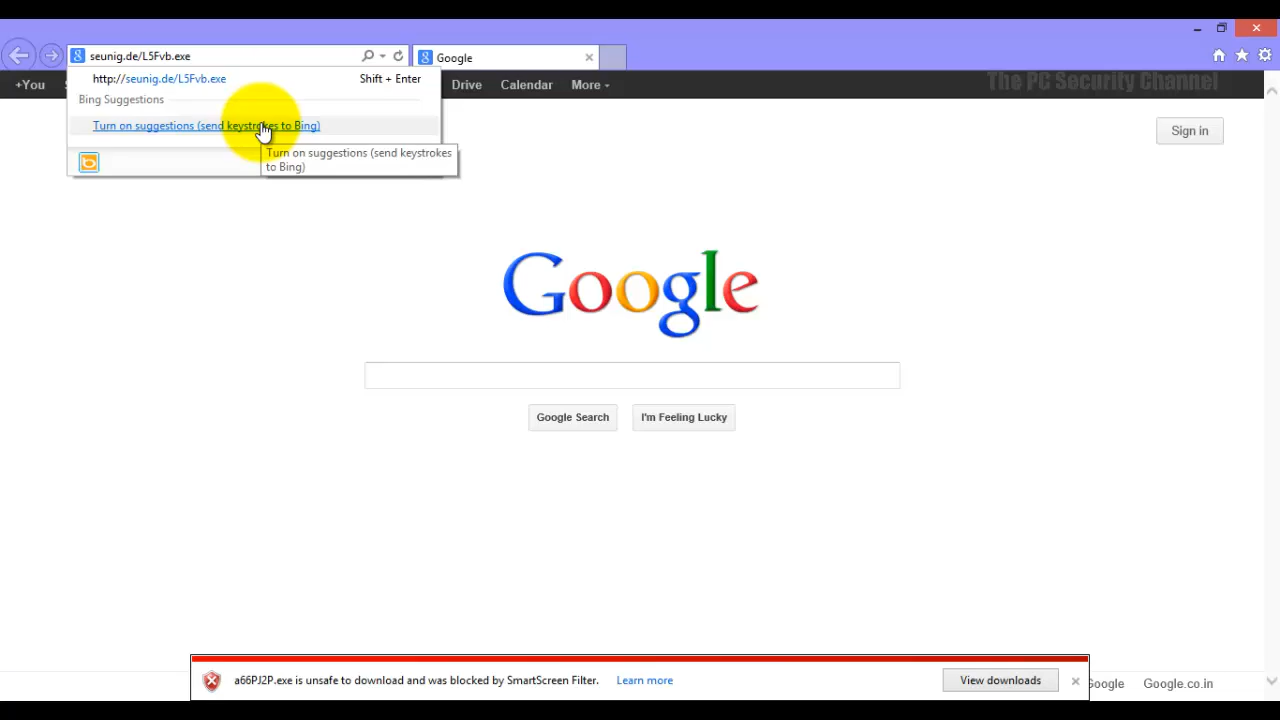 seunig.de/L5Fvb.exe
Google
http://seunig.de/L5Fvb.exe Shift + Enter
+You
Drive Calendar More
The PC Security Channel
Bing Suggestions
Turn on suggestions (send keystrokes to Bing)
Sign in
Turn on suggestions (send keystrokes
to Bing)
Google
Google Search I'm Feeling Lucky
a66PJ2P.exe is unsafe to download and was blocked by SmartScreen Filter. Learn more View downloads
Google Google.co.in